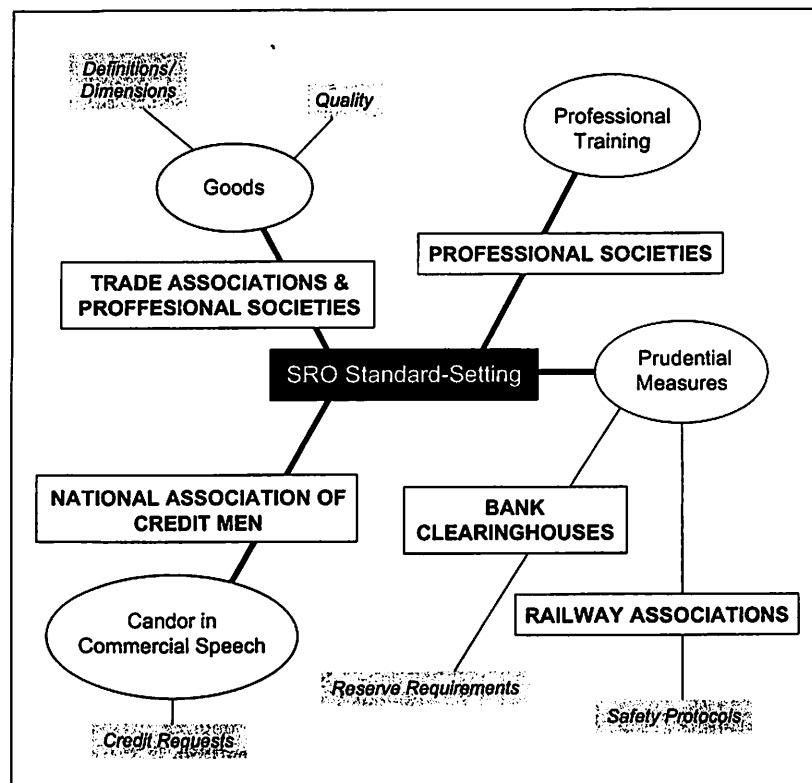 Definitions/
Dimensions
Quality
Professional
Training
Goods
PROFESSIONAL SOCIETIES
TRADE ASSOCIATIONS &
PROFFESIONAL SOCIETIES
SRO Standard-Setting
Prudential
Measures
NATIONAL ASSOCIATION OF
CREDIT MEN
BANK
CLEARINGHOUSES
Candor in
Commercial Speech
RAILWAY ASSOCIATIONS
Reserve Requirements
Credit Requests
Safety Protocols